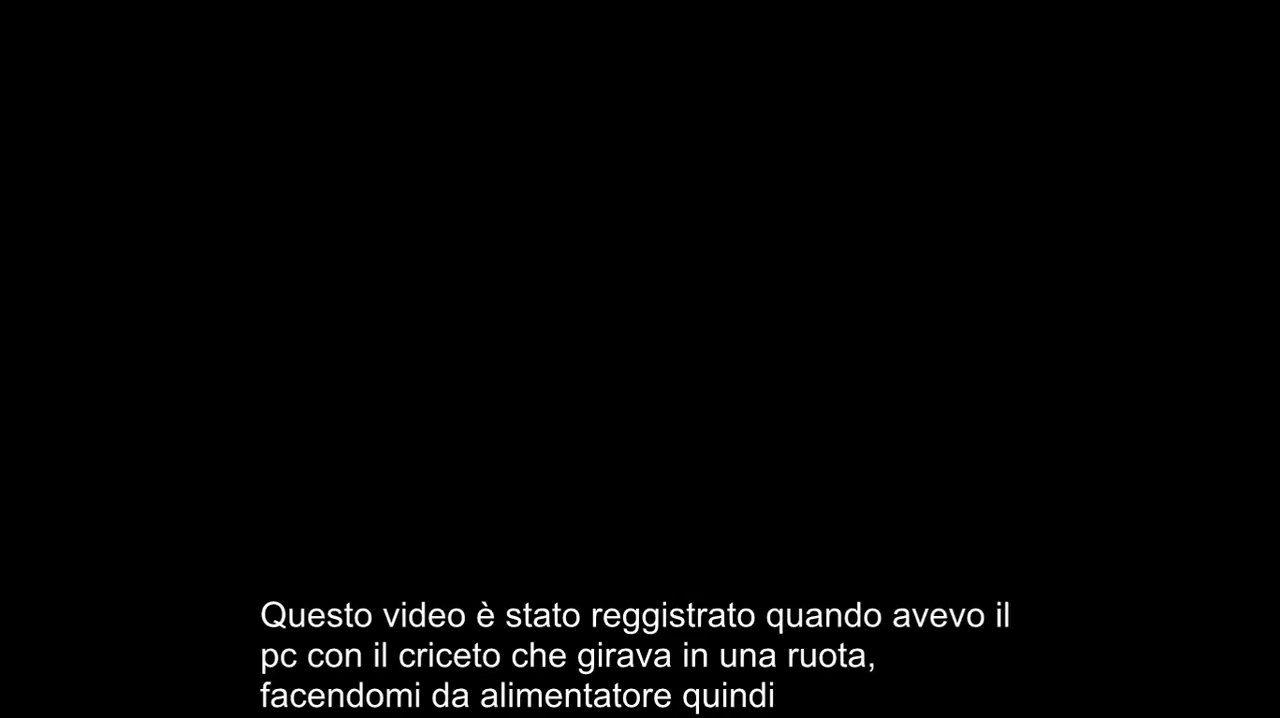 Questo video è stato reggistrato quando avevo il
pc con il criceto che girava in una ruota,
facendomi da alimentatore quindi